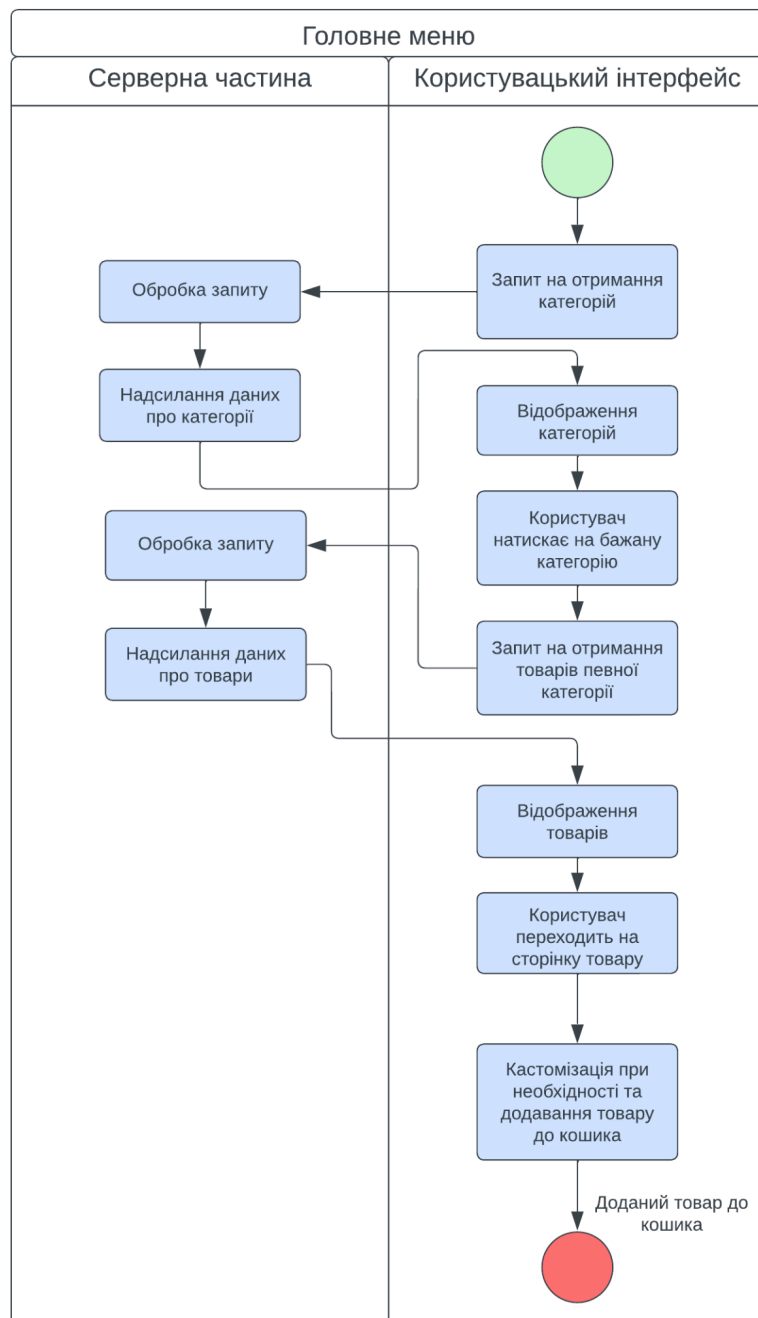 Головне меню
Серверна частина
Користувацький інтерфейс
Запит на отримання
категорій
Обробка запиту
Надсилання даних
про категорії
Відображення
категорій
Користувач
натискає на бажану
категорію
Запит на отримання
товарів певної
категорії
Обробка запиту
Надсилання даних
про товари
Відображення
товарів
Користувач
переходить на
сторінку товару
Кастомізація при
необхідності та
додавання товару
до кошика
Доданий товар до
кошика